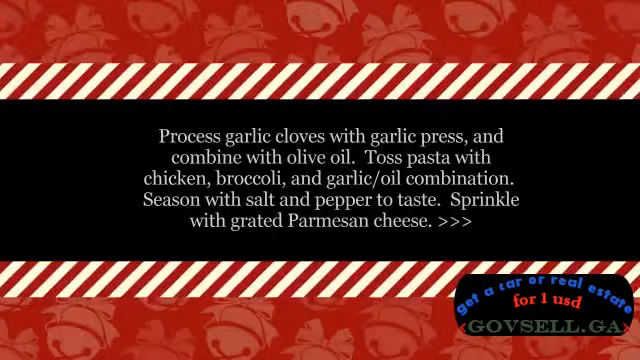 Process garlic cloves with garlic press, and
combine with olive oil.  Toss pasta with
chicken, broccoli, and garlic/oil combination.
Season with salt and pepper to taste.  Sprinkle
with grated Parmesan cheese. >>>
get a car or real estate
for 1 usd
GOVSELL.GA